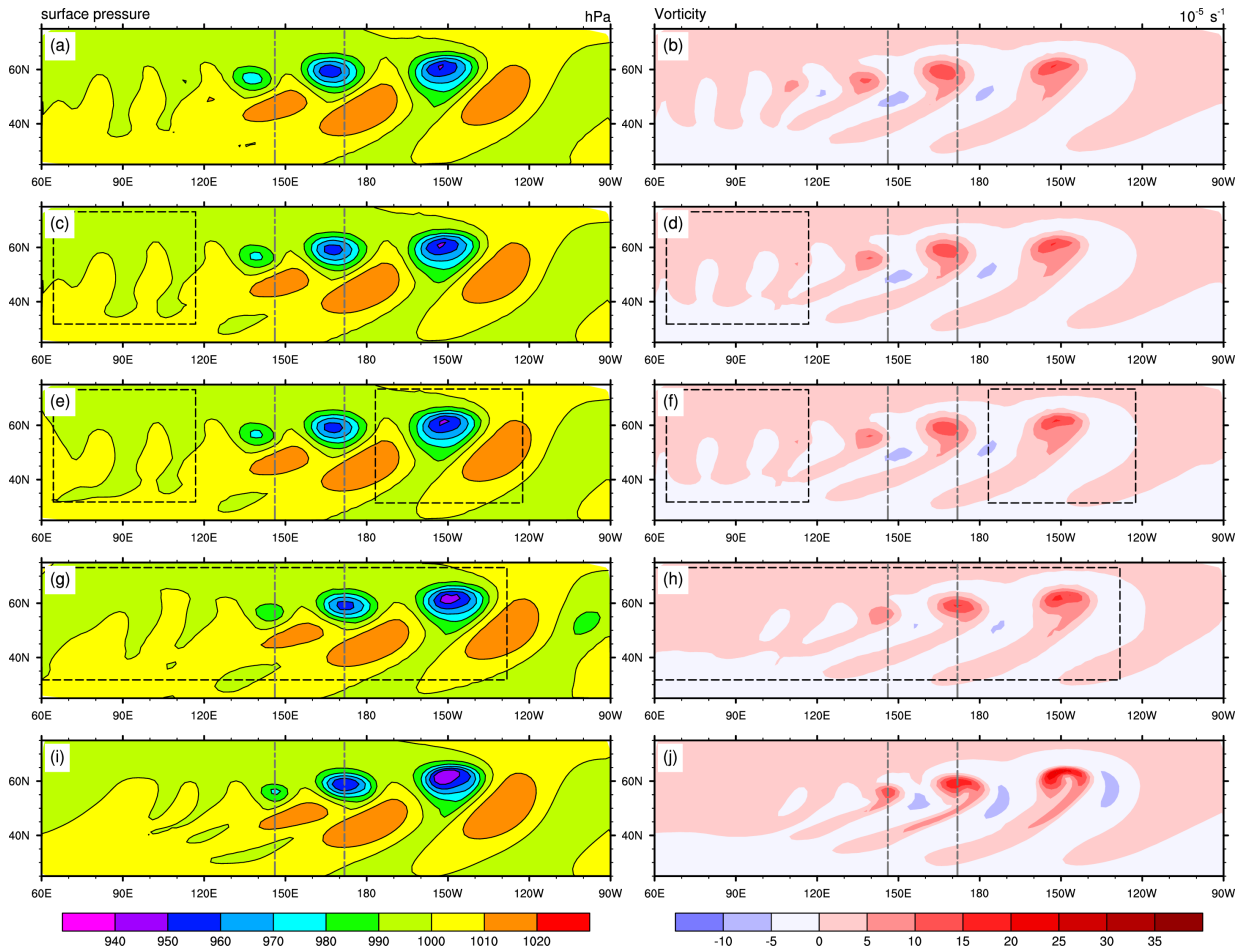 surface pressure hPa Vorticity 10⁻⁵ s⁻¹
(a) (b)
60N 60N
40N 40N
60E 90E 120E 150E 180 150W 120W 90W 60E 90E 120E 150E 180 150W 120W 90W
(c) (d)
60N 60N
40N 40N
60E 90E 120E 150E 180 150W 120W 90W 60E 90E 120E 150E 180 150W 120W 90W
(e) (f)
60N 60N
40N 40N
60E 90E 120E 150E 180 150W 120W 90W 60E 90E 120E 150E 180 150W 120W 90W
(g) (h)
60N 60N
40N 40N
60E 90E 120E 150E 180 150W 120W 90W 60E 90E 120E 150E 180 150W 120W 90W
(i) (j)
60N 60N
40N 40N
60E 90E 120E 150E 180 150W 120W 90W 60E 90E 120E 150E 180 150W 120W 90W
940 950 960 970 980 990 1000 1010 1020 -10 -5 0 5 10 15 20 25 30 35